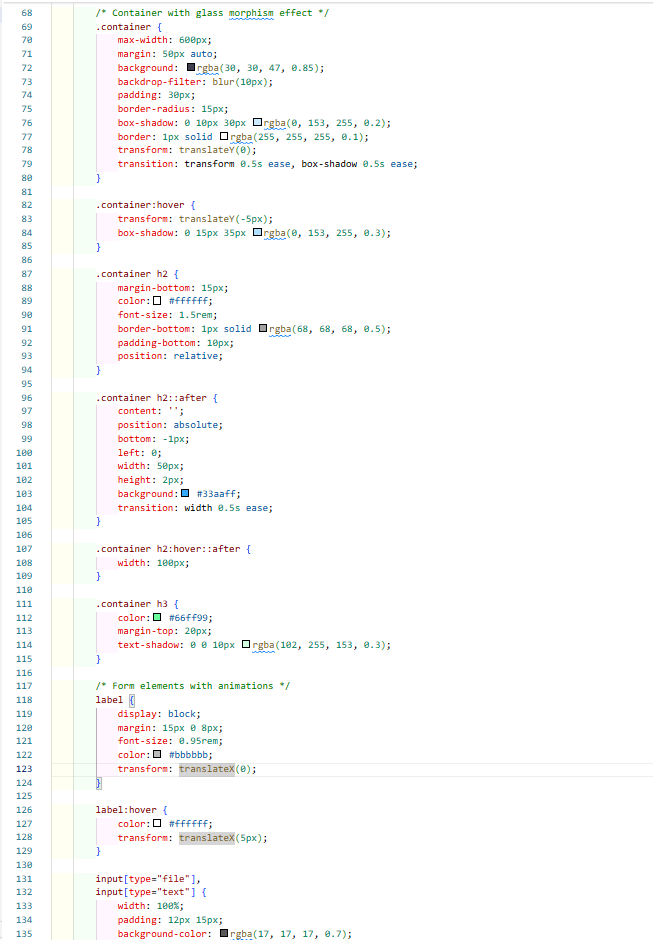 68 /* Container with glass morphism effect */
69 .container {
70 max-width: 600px;
71 margin: 50px auto;
72 background: rgba(30, 30, 47, 0.85);
73 backdrop-filter: blur(10px);
74 padding: 30px;
75 border-radius: 15px;
76 box-shadow: 0 10px 30px rgba(0, 153, 255, 0.2);
77 border: 1px solid rgba(255, 255, 255, 0.1);
78 transform: translateY(0);
79 transition: transform 0.5s ease, box-shadow 0.5s ease;
80 }
81
82 .container:hover {
83 transform: translateY(-5px);
84 box-shadow: 0 15px 35px rgba(0, 153, 255, 0.3);
85 }
86
87 .container h2 {
88 margin-bottom: 15px;
89 color: #ffffff;
90 font-size: 1.5rem;
91 border-bottom: 1px solid rgba(68, 68, 68, 0.5);
92 padding-bottom: 10px;
93 position: relative;
94 }
95
96 .container h2::after {
97 content: '';
98 position: absolute;
99 bottom: -1px;
100 left: 0;
101 width: 50px;
102 height: 2px;
103 background: #33aaff;
104 transition: width 0.5s ease;
105 }
106
107 .container h2:hover::after {
108 width: 100px;
109 }
110
111 .container h3 {
112 color: #66ff99;
113 margin-top: 20px;
114 text-shadow: 0 0 10px rgba(102, 255, 153, 0.3);
115 }
116
117 /* Form elements with animations */
118 label {
119 display: block;
120 margin: 15px 0 8px;
121 font-size: 0.95rem;
122 color: #bbbbbb;
123 transform: translateX(0);
124 }
125
126 label:hover {
127 color: #ffffff;
128 transform: translateX(5px);
129 }
130
131 input[type="file"],
132 input[type="text"] {
133 width: 100%;
134 padding: 12px 15px;
135 background-color: rgba(17, 17, 17, 0.7);